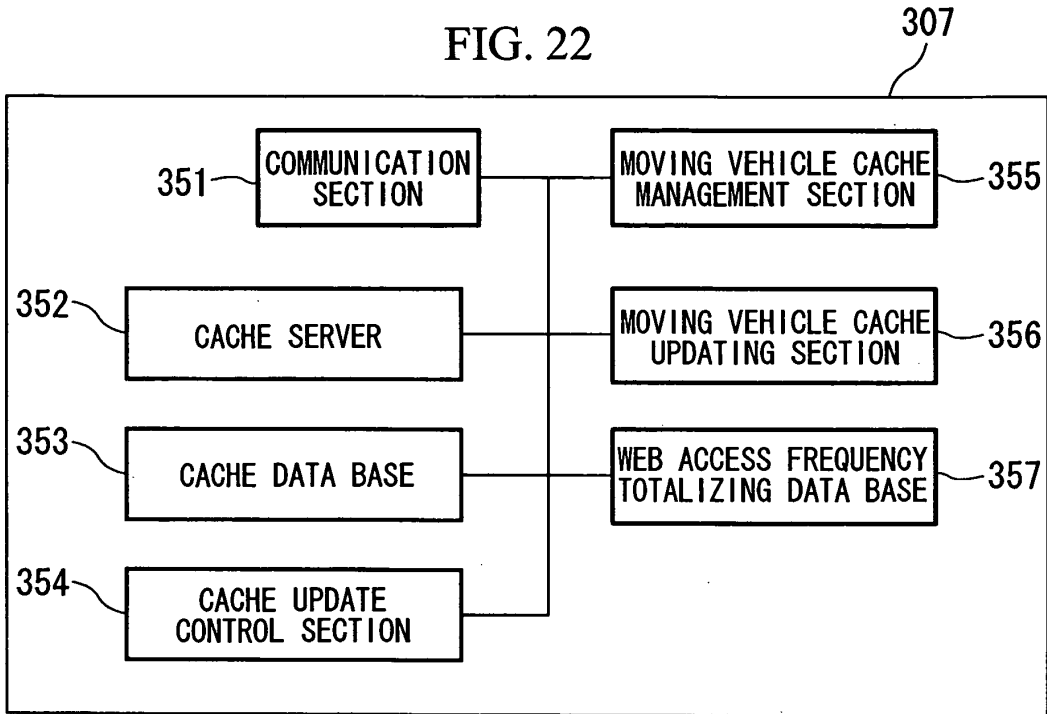 FIG. 22
307
351
COMMUNICATION
SECTION
MOVING VEHICLE CACHE
MANAGEMENT SECTION
355
352
CACHE SERVER
MOVING VEHICLE CACHE
UPDATING SECTION
356
353
CACHE DATA BASE
WEB ACCESS FREQUENCY
TOTALIZING DATA BASE
357
354
CACHE UPDATE
CONTROL SECTION